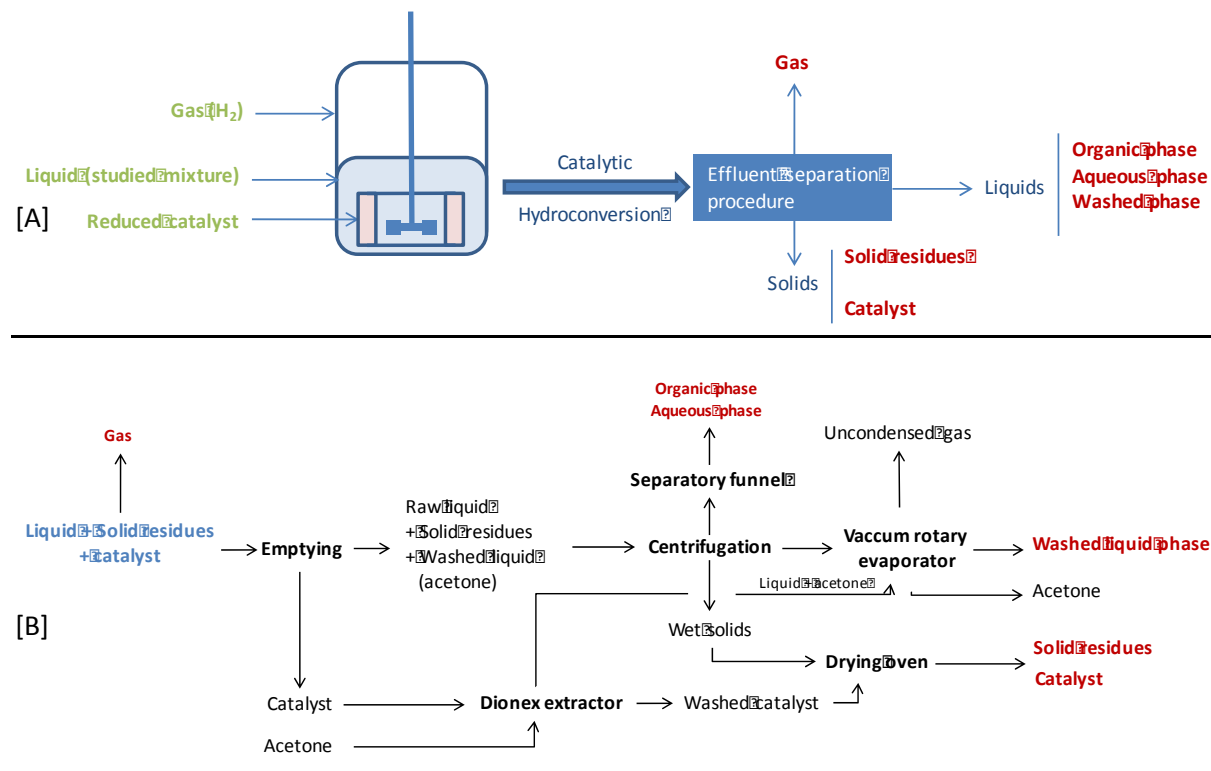 Gas
Gas (H₂)
Catalytic
Organic phase
Liquid (studied mixture)
Effluent separation
Liquids
Aqueous phase
procedure
Washed phase
Reduced catalyst
Hydroconversion
[A]
Solid residues
Solids
Catalyst
Organic phase
Aqueous phase
Gas
Uncondensed gas
Separatory funnel
Raw liquid
Liquid + Solid residues
+ Solid residues
Vaccum rotary
+ catalyst
Emptying
+ Washed liquid
Centrifugation
evaporator
Washed liquid phase
(acetone)
Liquid + acetone
Acetone
[B]
Wet solids
Solid residues
Drying oven
Catalyst
Catalyst
Dionex extractor
Washed catalyst
Acetone